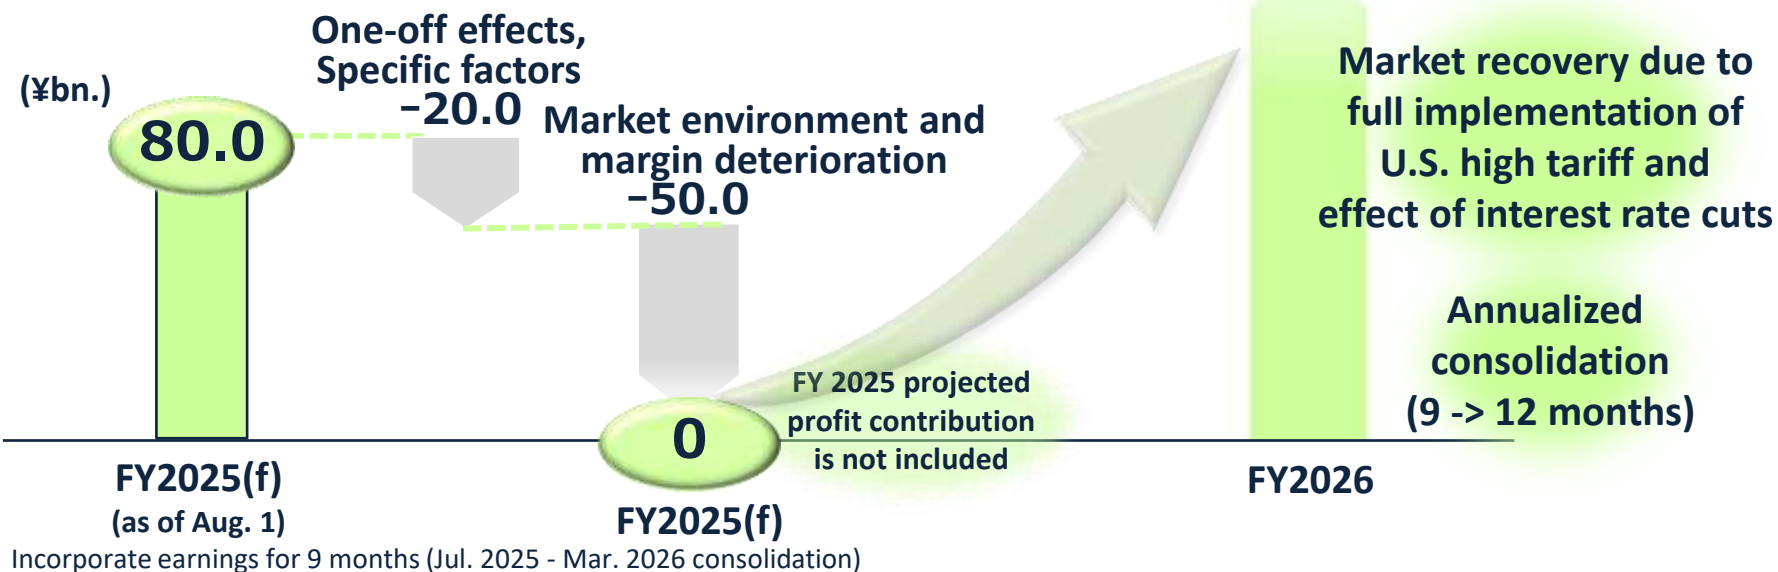 (¥bn.)
80.0
One-off effects,
Specific factors
-20.0
Market environment and
margin deterioration
-50.0
0
FY 2025 projected
profit contribution
is not included
Market recovery due to
full implementation of
U.S. high tariff and
effect of interest rate cuts
Annualized
consolidation
(9 -> 12 months)
FY2025(f)
(as of Aug. 1)
FY2025(f)
FY2026
Incorporate earnings for 9 months (Jul. 2025 - Mar. 2026 consolidation)